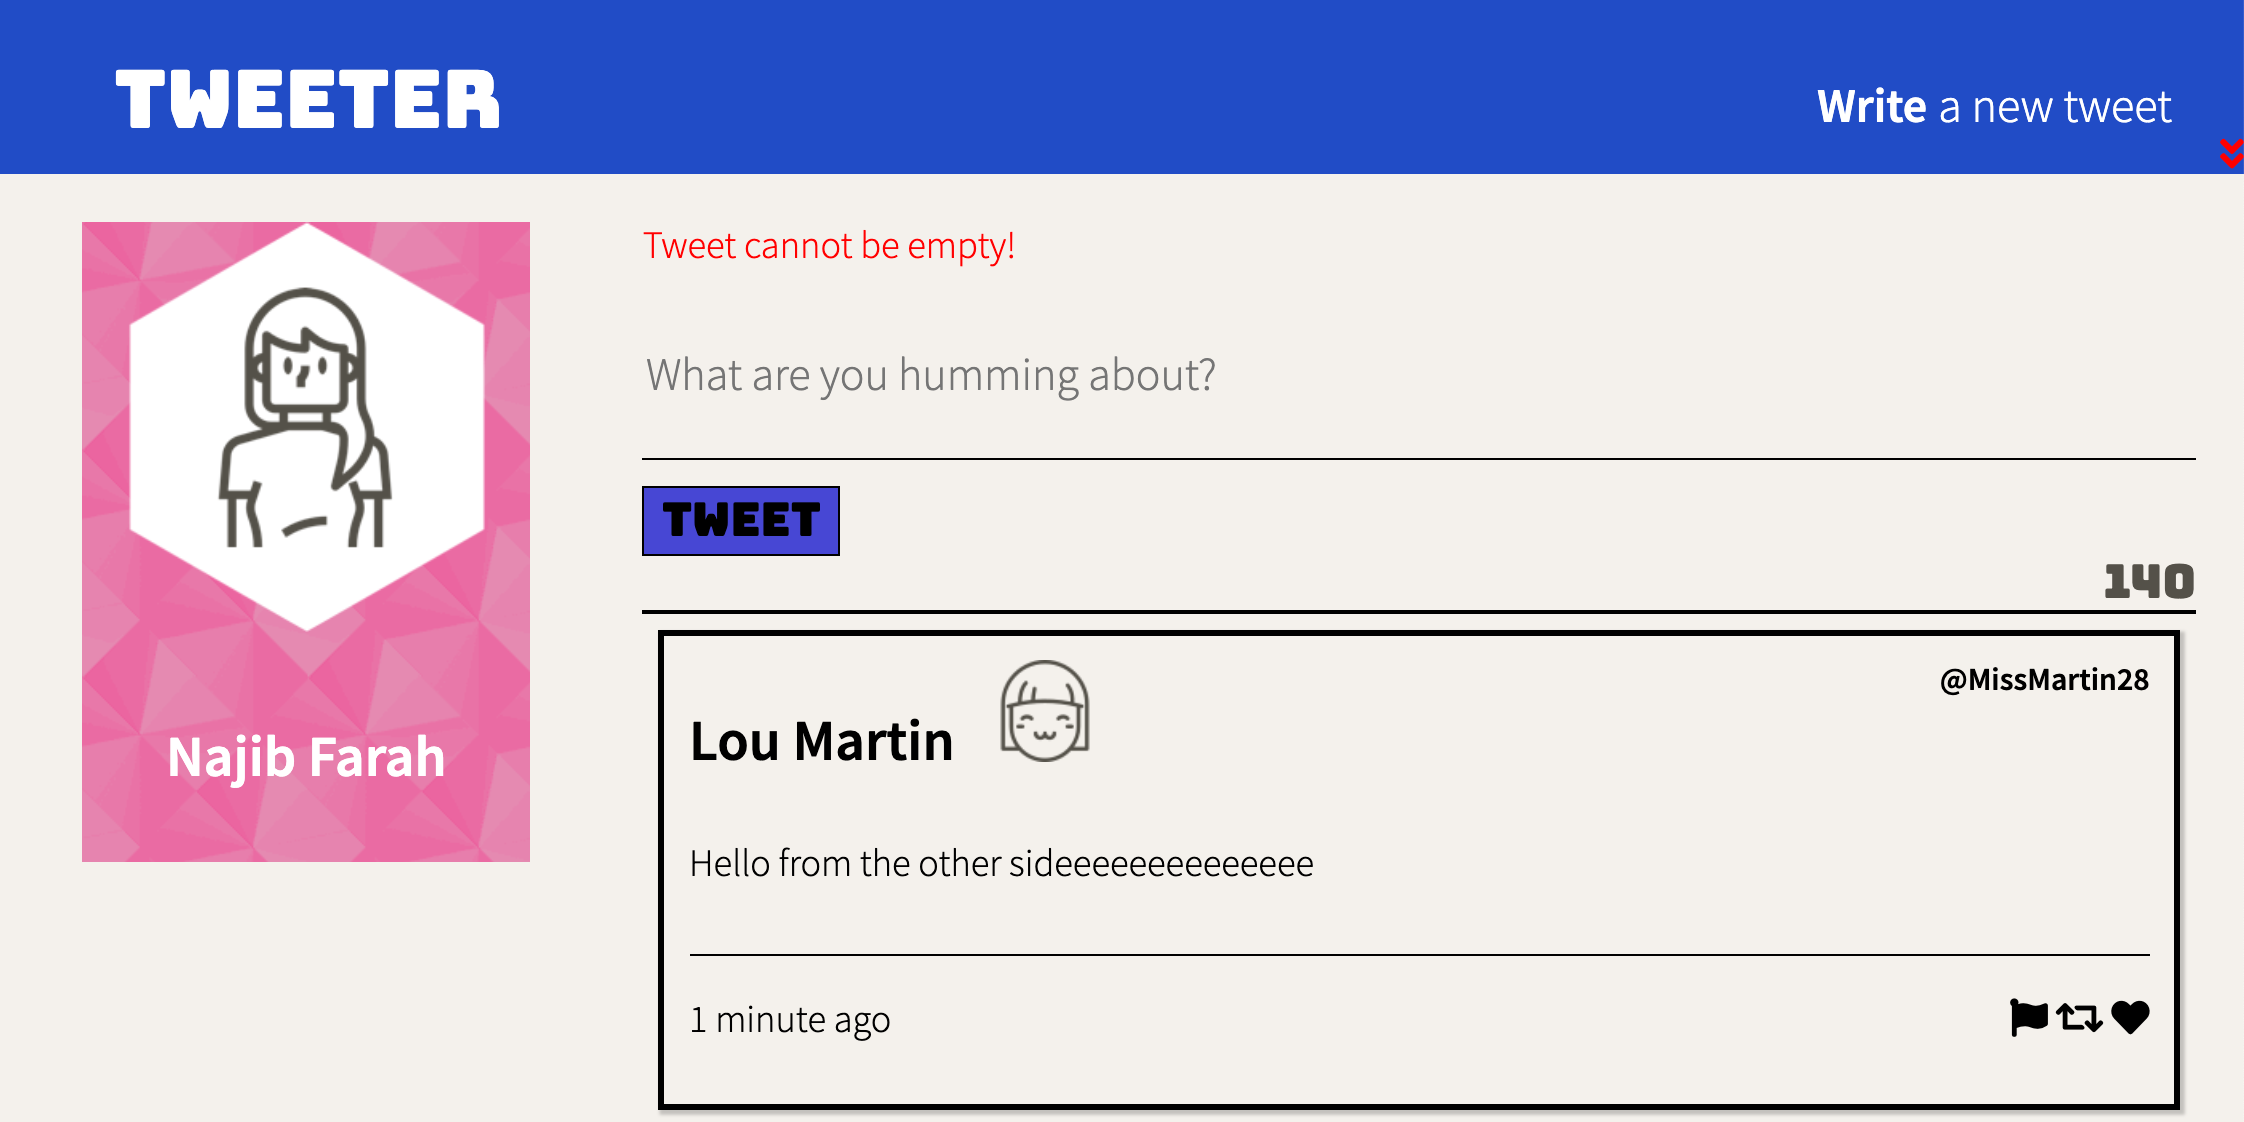 TWEETER
Write a new tweet
Najib Farah
Tweet cannot be empty!
What are you humming about?
TWEET
140
Lou Martin
@MissMartin28
Hello from the other sideeeeeeeeeeeeee
1 minute ago